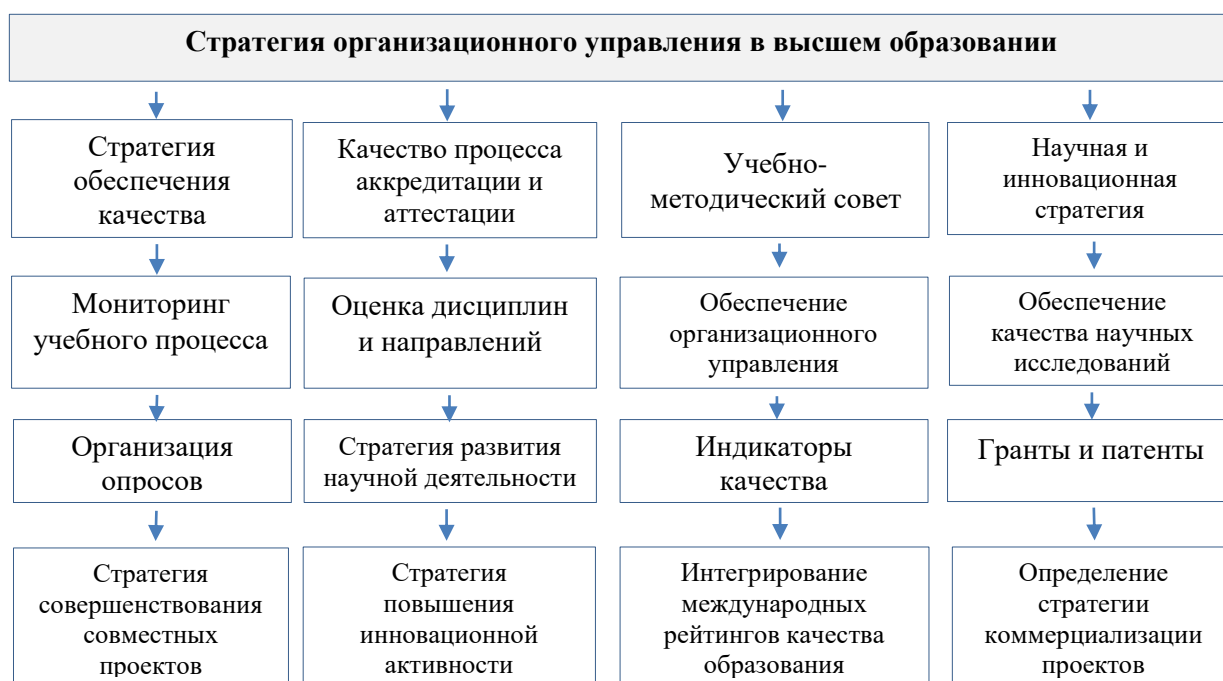 Стратегия организационного управления в высшем образовании
Стратегия
обеспечения
качества
Качество процесса
аккредитации и
аттестации
Учебно-
методический совет
Научная и
инновационная
стратегия
Мониторинг
учебного процесса
Оценка дисциплин
и направлений
Обеспечение
организационного
управления
Обеспечение
качества научных
исследований
Организация
опросов
Стратегия развития
научной деятельности
Индикаторы
качества
Гранты и патенты
Стратегия
совершенствования
совместных
проектов
Стратегия
повышения
инновационной
активности
Интегрирование
международных
рейтингов качества
образования
Определение
стратегии
коммерциализации
проектов